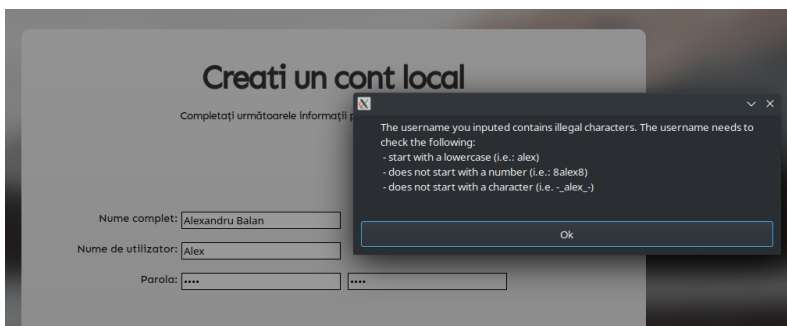 Creati un cont local
Completați următoarele informații
The username you inputed contains illegal characters. The username needs to
check the following:
- start with a lowercase (i.e.: alex)
- does not start with a number (i.e.: 8alex8)
- does not start with a character (i.e. -_alex_-)
Ok
Nume complet: Alexandru Balan
Nume de utilizator: Alex
Parola: •••• ••••